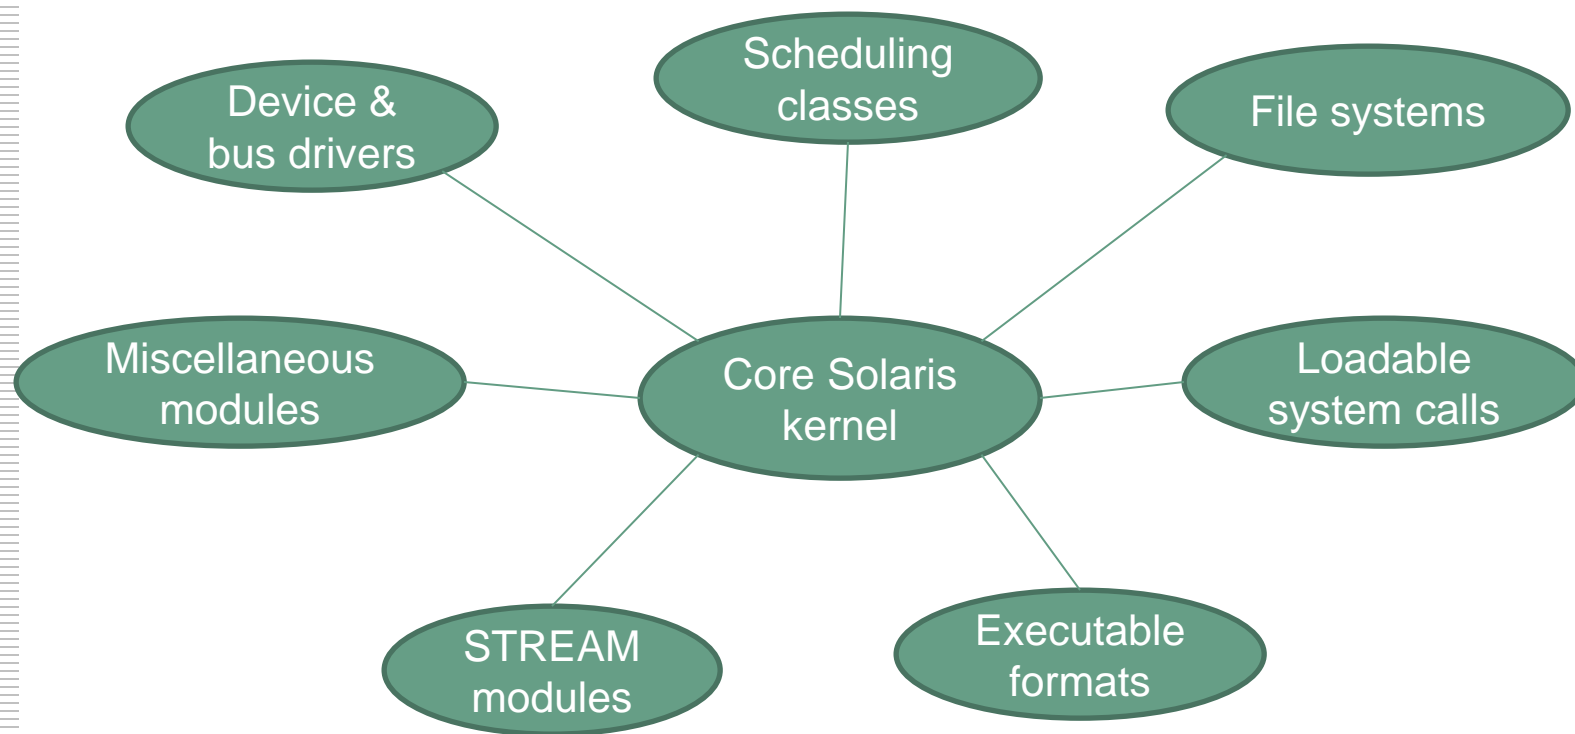 Scheduling
classes
Device &
bus drivers
File systems
Miscellaneous
modules
Core Solaris
kernel
Loadable
system calls
STREAM
modules
Executable
formats